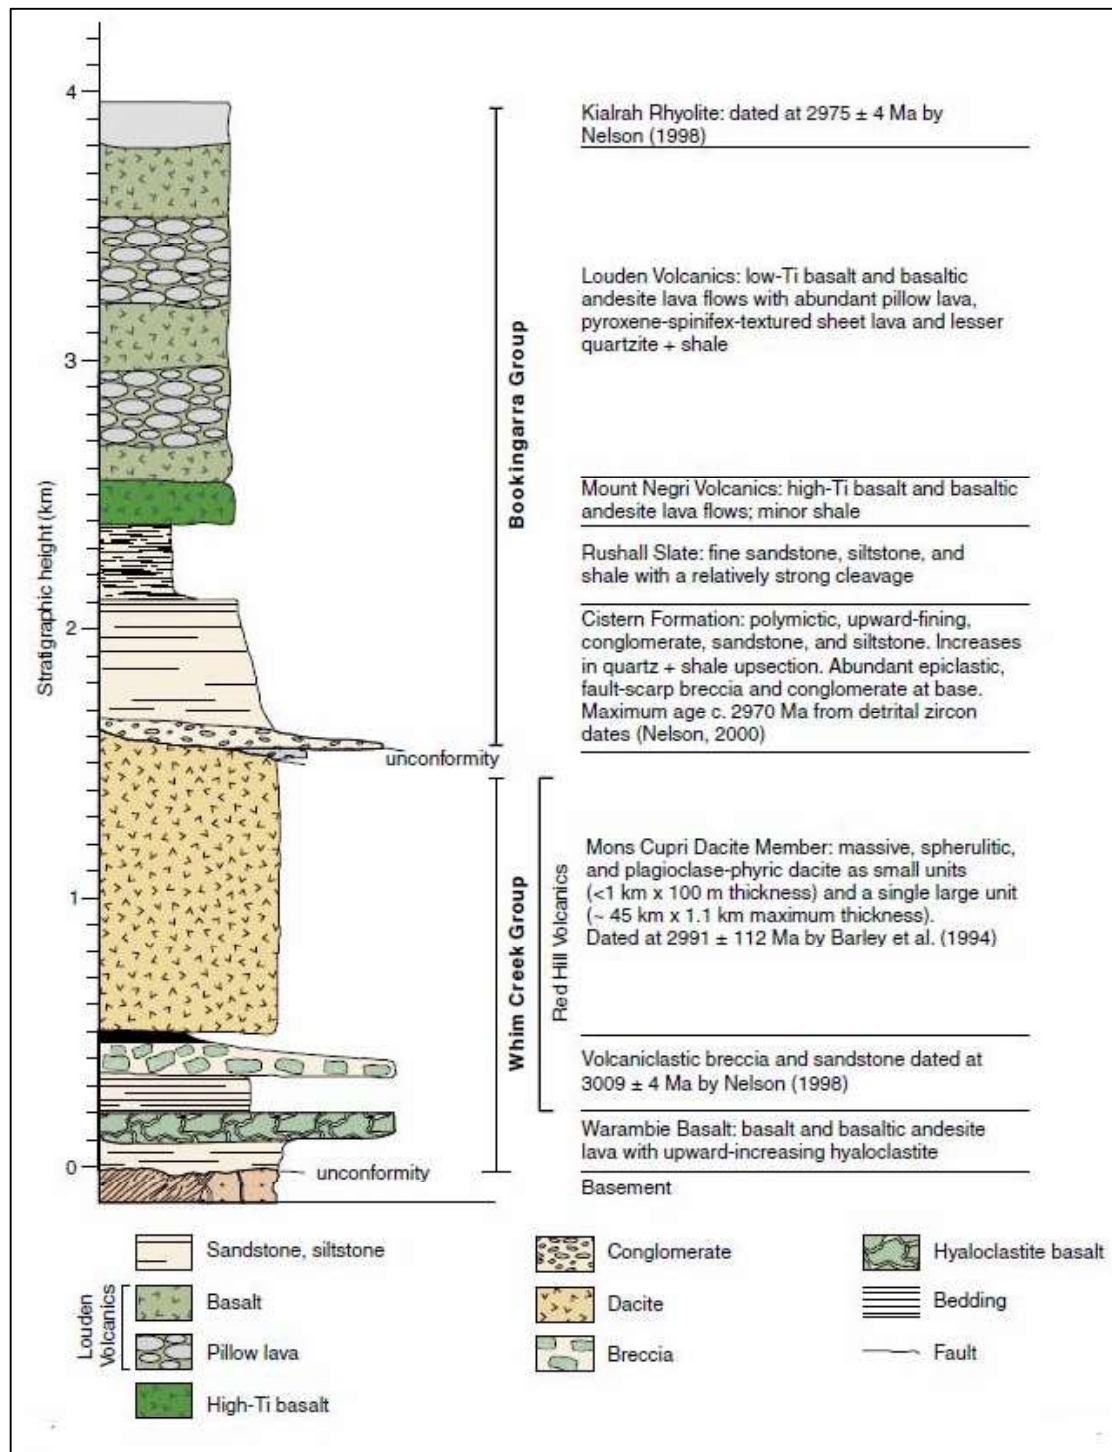 4
3
2
1
0
Stratigraphic height (km)
Bookingarra Group
Whim Creek Group
Red Hill Volcanics
unconformity
unconformity
Kialrah Rhyolite: dated at 2975 ± 4 Ma by
Nelson (1998)
Louden Volcanics: low-Ti basalt and basaltic
andesite lava flows with abundant pillow lava,
pyroxene-spinifex-textured sheet lava and lesser
quartzite + shale
Mount Negri Volcanics: high-Ti basalt and basaltic
andesite lava flows; minor shale
Rushall Slate: fine sandstone, siltstone, and
shale with a relatively strong cleavage
Cistern Formation: polymictic, upward-fining,
conglomerate, sandstone, and siltstone. Increases
in quartz + shale upsection. Abundant epiclastic,
fault-scarp breccia and conglomerate at base.
Maximum age c. 2970 Ma from detrital zircon
dates (Nelson, 2000)
Mons Cupri Dacite Member: massive, spherulitic,
and plagioclase-phyric dacite as small units
(<1 km x 100 m thickness) and a single large unit
(~ 45 km x 1.1 km maximum thickness).
Dated at 2991 ± 112 Ma by Barley et al. (1994)
Volcaniclastic breccia and sandstone dated at
3009 ± 4 Ma by Nelson (1998)
Warambie Basalt: basalt and basaltic andesite
lava with upward-increasing hyaloclastite
Basement
Sandstone, siltstone
Louden
Volcanics
Basalt
Pillow lava
High-Ti basalt
Conglomerate
Dacite
Breccia
Hyaloclastite basalt
Bedding
Fault